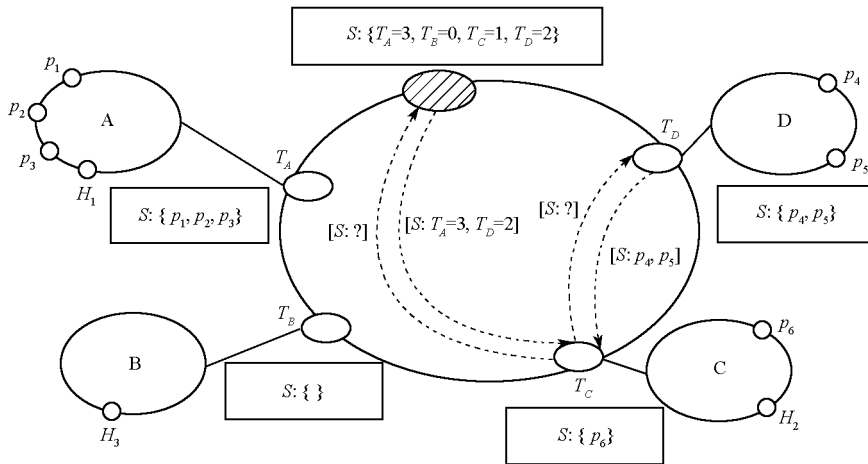 S: {T_A=3, T_B=0, T_C=1, T_D=2}
p_1
p_2
p_3
A
H_1
T_A
S: { p_1, p_2, p_3}
p_4
D
p_5
T_D
S: { p_4, p_5}
[S: ?]
[S: T_A=3, T_D=2]
[S: ?]
[S: p_4, p_5]
T_B
B
H_3
S: { }
T_C
p_6
C
H_2
S: { p_6}